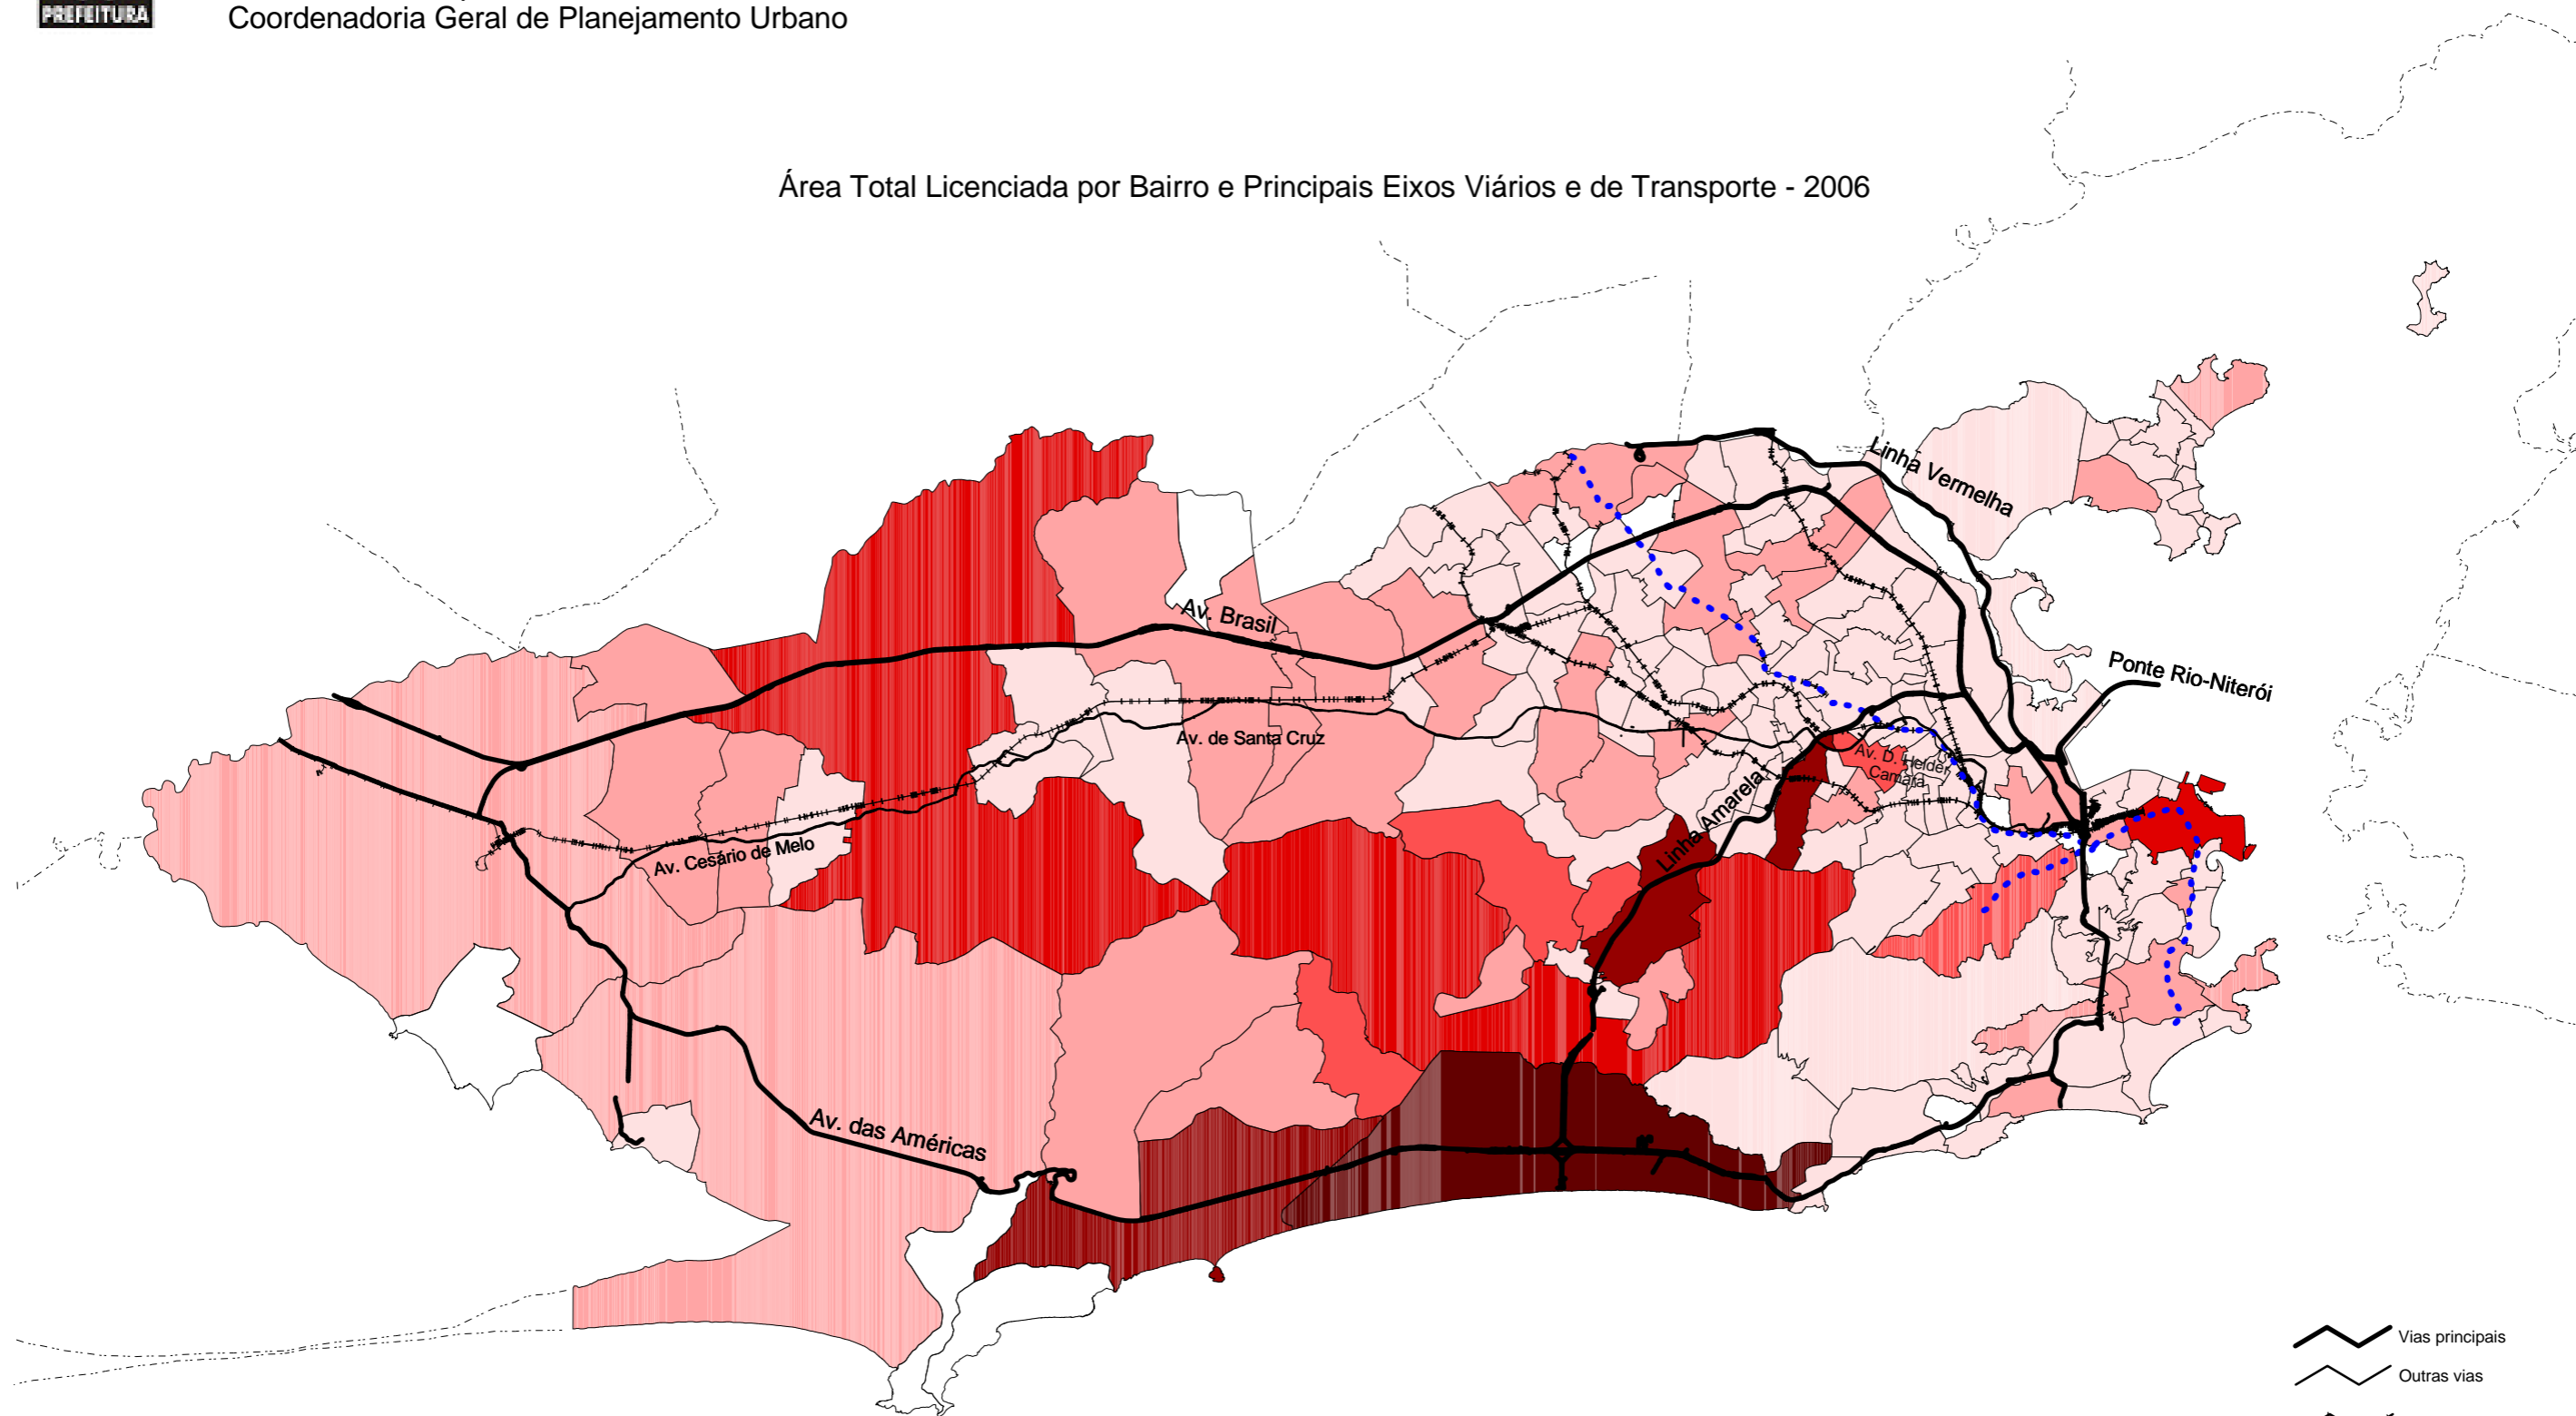 PREFEITURA
Coordenadoria Geral de Planejamento Urbano
Área Total Licenciada por Bairro e Principais Eixos Viários e de Transporte - 2006
Linha Vermelha
Av. Brasil
Ponte Rio-Niterói
Av. de Santa Cruz
Av. D. Helder
Camara
Linha Amarela
Av. Cesário de Melo
Av. das Américas
Vias principais
Outras vias